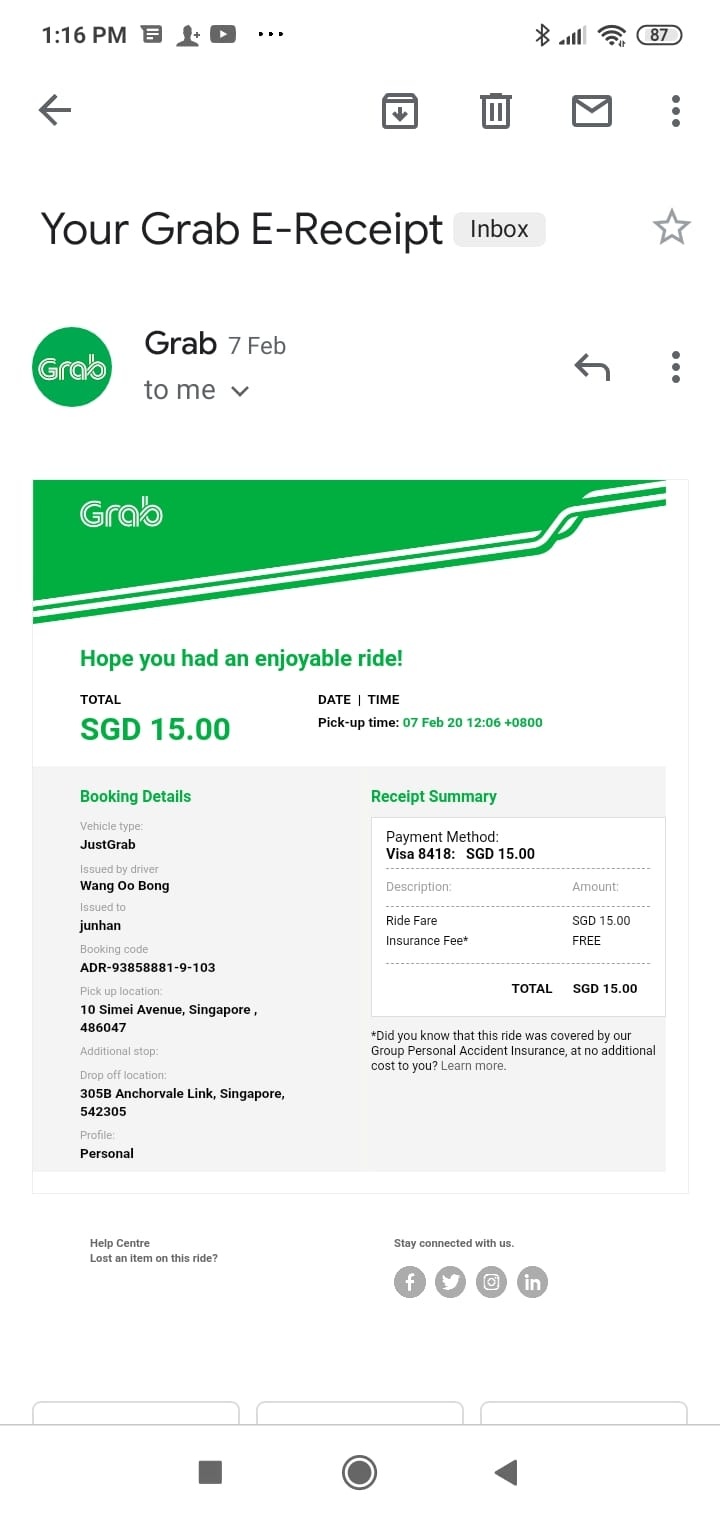 1:16 PM
87
Your Grab E-Receipt Inbox
Grab
Grab 7 Feb
to me
Grab
Hope you had an enjoyable ride!
TOTAL
SGD 15.00
DATE | TIME
Pick-up time: 07 Feb 20 12:06 +0800
Booking Details
Vehicle type:
JustGrab
Issued by driver
Wang Oo Bong
Issued to
junhan
Booking code
ADR-93858881-9-103
Pick up location:
10 Simei Avenue, Singapore ,
486047
Additional stop:
Drop off location:
305B Anchorvale Link, Singapore,
542305
Profile:
Personal
Receipt Summary
Payment Method:
Visa 8418: SGD 15.00
Description: Amount:
Ride Fare SGD 15.00
Insurance Fee* FREE
TOTAL SGD 15.00
*Did you know that this ride was covered by our
Group Personal Accident Insurance, at no additional
cost to you? Learn more.
Help Centre
Lost an item on this ride?
Stay connected with us.
f
in